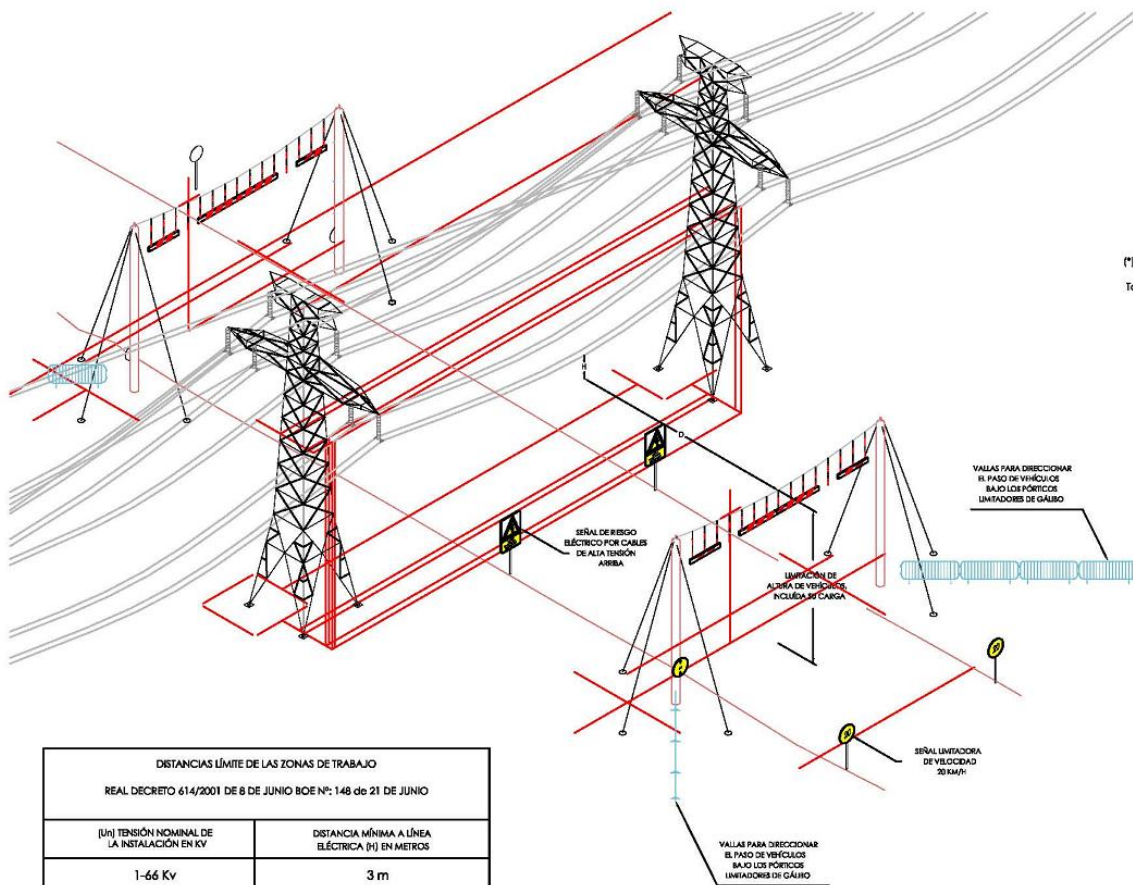 (*)
H
D
VALLAS PARA DIRECCIONAR
EL PASO DE VEHÍCULOS
BAJO LOS PÓRTICOS
LIMITADORES DE GÁLIBO
SEÑAL DE RIESGO
ELÉCTRICO POR CABLES
DE ALTA TENSIÓN
ARRIBA
LIMITACIÓN DE
ALTURA DE VEHÍCULOS,
INCLUÍDA SU CARGA
20
20
SEÑAL LIMITADORA
DE VELOCIDAD
20 KM/H
VALLAS PARA DIRECCIONAR
EL PASO DE VEHÍCULOS
BAJO LOS PÓRTICOS
LIMITADORES DE GÁLIBO
DISTANCIAS LÍMITE DE LAS ZONAS DE TRABAJO
REAL DECRETO 614/2001 DE 8 DE JUNIO BOE Nº: 148 de 21 DE JUNIO
(Un) TENSIÓN NOMINAL DE
LA INSTALACIÓN EN KV
DISTANCIA MÍNIMA A LÍNEA
ELÉCTRICA (H) EN METROS
1-66 Kv
3 m